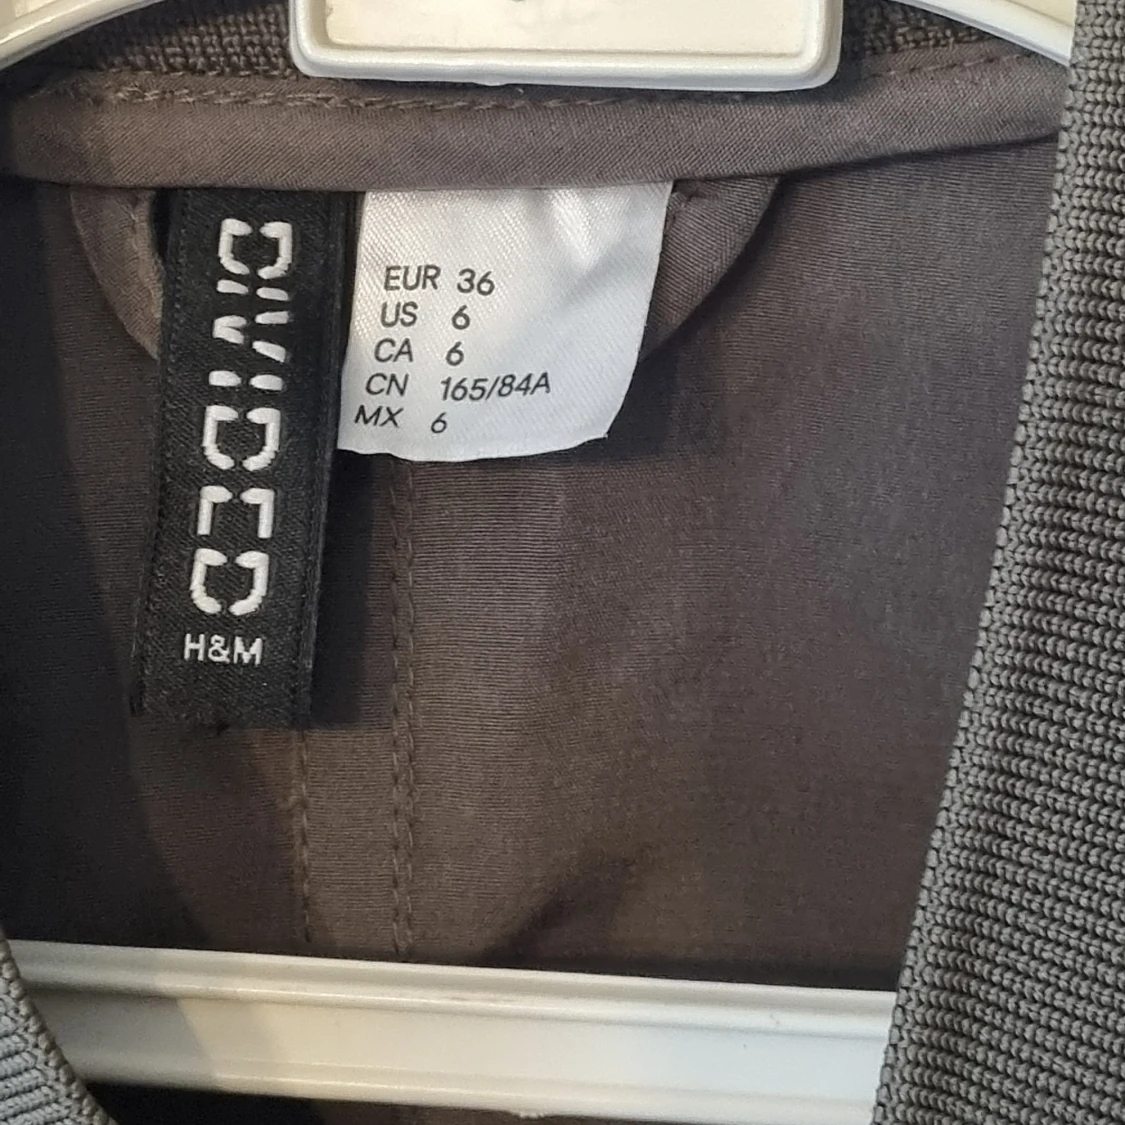 DIVIDED
H&M
EUR 36
US 6
CA 6
CN 165/84A
MX 6